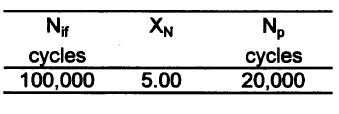 N_if X_N N_p
cycles cycles
100,000 5.00 20,000